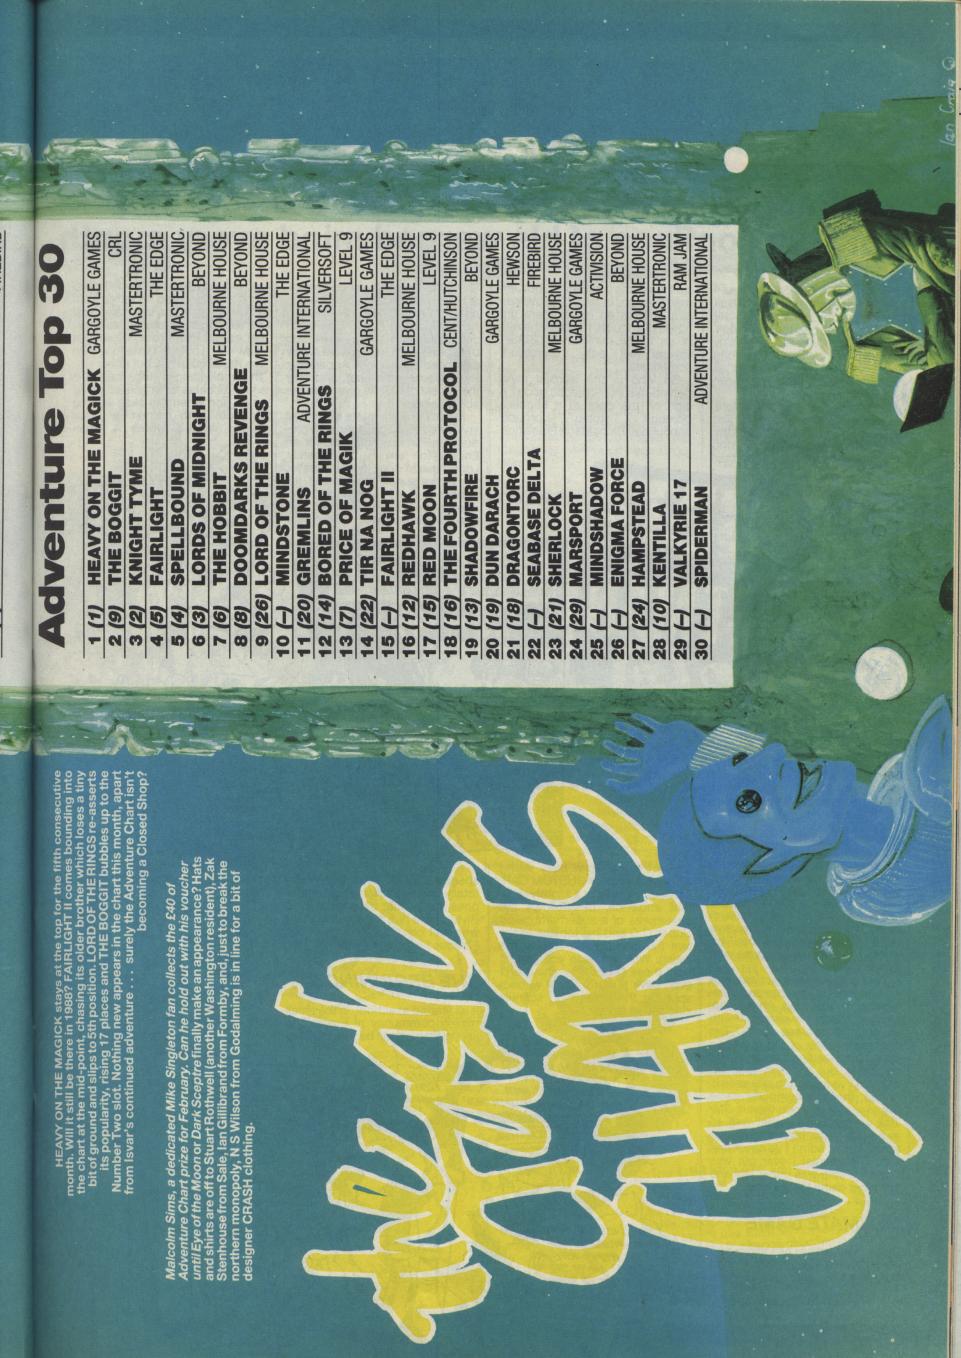 HEAVY ON THE MAGICK stays at the top for the fifth consecutive
month. Will it still be there in 1988? FAIRLIGHT II comes bounding into
the chart at the mid-point, chasing its older brother which loses a tiny
bit of ground and slips to 5th position. LORD OF THE RINGS re-asserts
its popularity, rising 17 places and THE BOGGIT bubbles up to the
Number Two slot. Nothing new appears in the chart this month, apart
from Isvar's continued adventure . . . surely the Adventure Chart isn't
becoming a Closed Shop?
Malcolm Sims, a dedicated Mike Singleton fan collects the £40 of
Adventure Chart prize for February. Can he hold out with his voucher
until Eye of the Moon or Dark Sceptre finally make an appearance? Hats
and shirts are off to Stuart Rothwell (another Washington resident), Zak
Stenhouse from Sale, Ian Gillibrand from Formby, and, just to break the
northern monopoly, N S Wilson from Godalming is in line for a bit of
designer CRASH clothing.
THE
CRASH
CHARTS
Adventure Top 30
1 (1) HEAVY ON THE MAGICK GARGOYLE GAMES
2 (9) THE BOGGIT CRL
3 (2) KNIGHT TYME MASTERTRONIC
4 (5) FAIRLIGHT THE EDGE
5 (4) SPELLBOUND MASTERTRONIC
6 (3) LORDS OF MIDNIGHT BEYOND
7 (6) THE HOBBIT MELBOURNE HOUSE
8 (8) DOOMDARKS REVENGE BEYOND
9 (26) LORD OF THE RINGS MELBOURNE HOUSE
10 (–) MINDSTONE THE EDGE
11 (20) GREMLINS ADVENTURE INTERNATIONAL
12 (14) BORED OF THE RINGS SILVERSOFT
13 (7) PRICE OF MAGIK LEVEL 9
14 (22) TIR NA NOG GARGOYLE GAMES
15 (–) FAIRLIGHT II THE EDGE
16 (12) REDHAWK MELBOURNE HOUSE
17 (15) RED MOON LEVEL 9
18 (16) THE FOURTH PROTOCOL CENT/HUTCHINSON
19 (13) SHADOWFIRE BEYOND
20 (19) DUN DARACH GARGOYLE GAMES
21 (18) DRAGONTORC HEWSON
22 (–) SEABASE DELTA FIREBIRD
23 (21) SHERLOCK MELBOURNE HOUSE
24 (29) MARSPORT GARGOYLE GAMES
25 (–) MINDSHADOW ACTIVISION
26 (–) ENIGMA FORCE BEYOND
27 (24) HAMPSTEAD MELBOURNE HOUSE
28 (10) KENTILLA MASTERTRONIC
29 (–) VALKYRIE 17 RAM JAM
30 (–) SPIDERMAN ADVENTURE INTERNATIONAL
Ian Craig